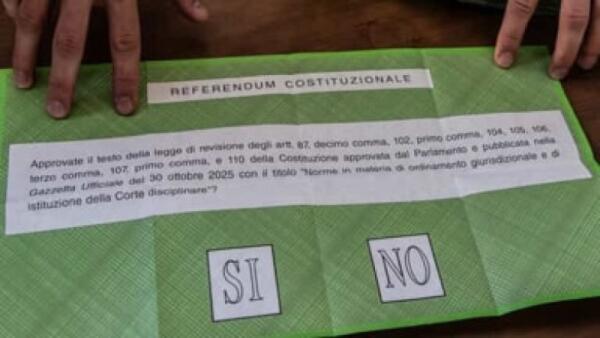 REFERENDUM COSTITUZIONALE
Approvate il testo della legge di revisione degli artt. 87, decimo comma, 102, primo comma, 104, 105, 106,
terzo comma, 107, primo comma, e 110 della Costituzione approvata dal Parlamento e pubblicata nella
Gazzetta Ufficiale del 30 ottobre 2025 con il titolo "Norme in materia di ordinamento giurisdizionale e di
istituzione della Corte disciplinare"?
SI NO